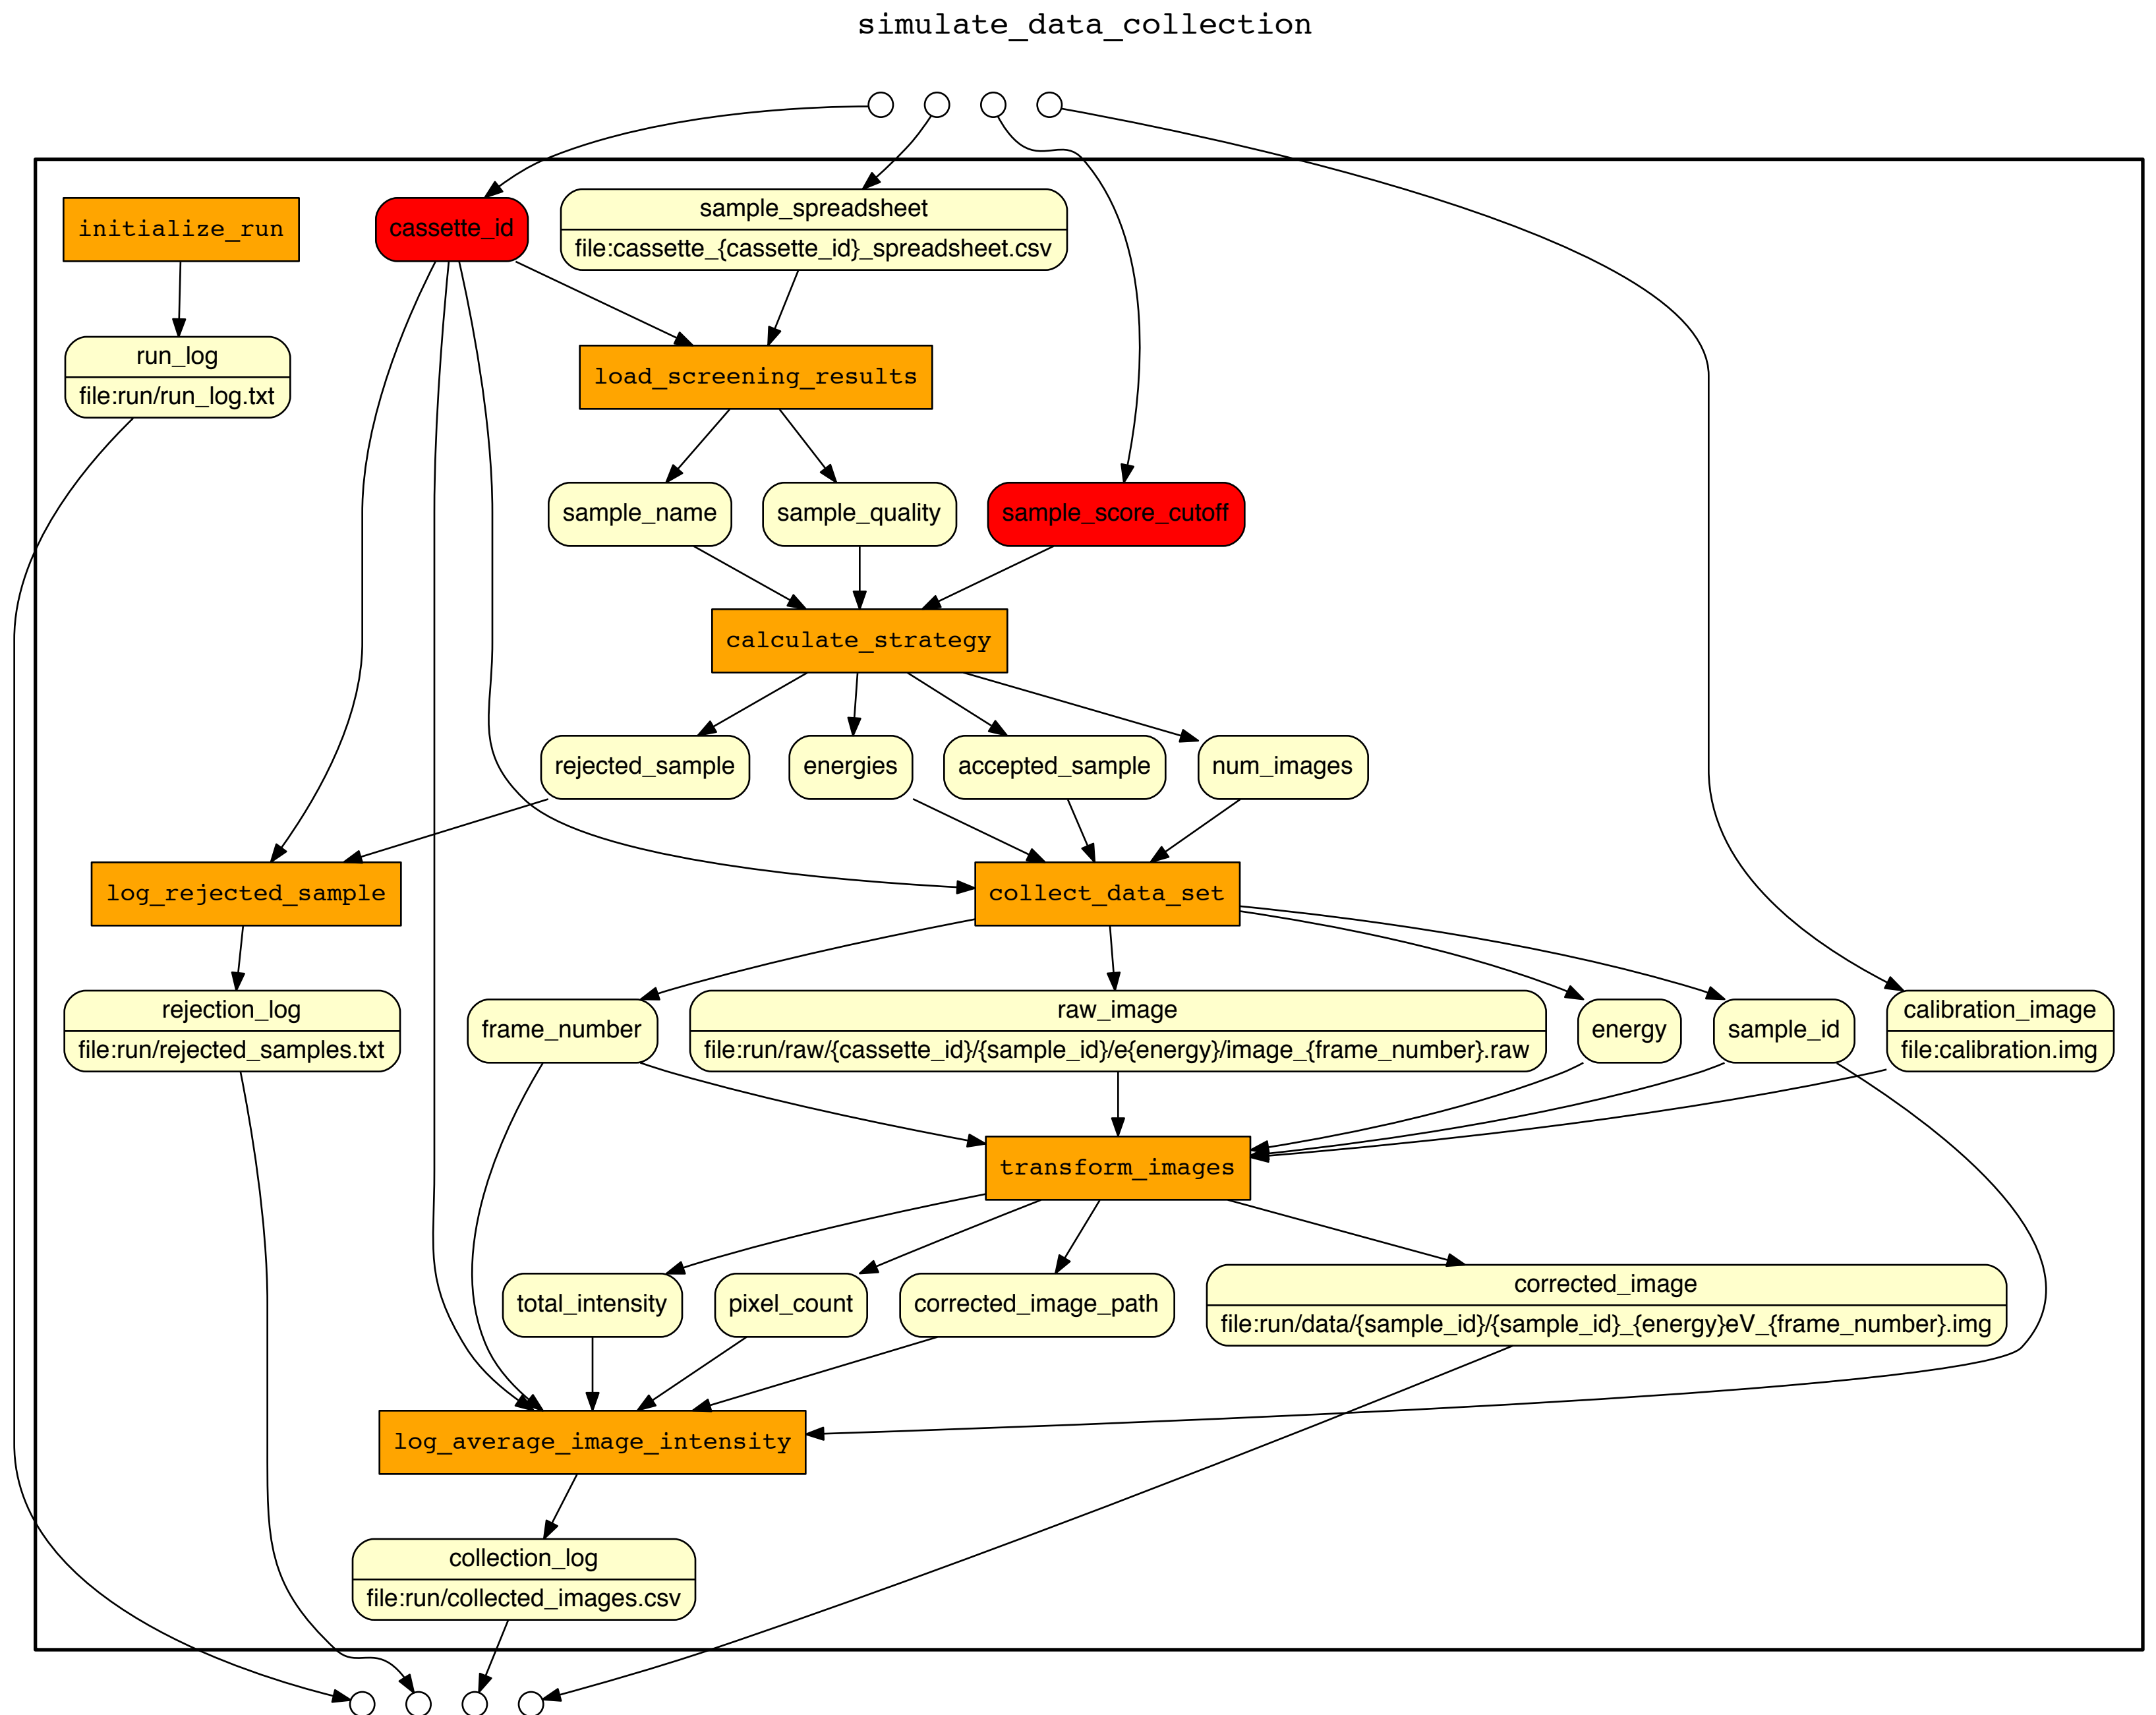 simulate_data_collection
initialize_run
cassette_id
sample_spreadsheet
file:cassette_{cassette_id}_spreadsheet.csv
run_log
file:run/run_log.txt
load_screening_results
sample_name
sample_quality
sample_score_cutoff
calculate_strategy
rejected_sample
energies
accepted_sample
num_images
log_rejected_sample
collect_data_set
rejection_log
file:run/rejected_samples.txt
frame_number
raw_image
file:run/raw/{cassette_id}/{sample_id}/e{energy}/image_{frame_number}.raw
energy
sample_id
calibration_image
file:calibration.img
transform_images
total_intensity
pixel_count
corrected_image_path
corrected_image
file:run/data/{sample_id}/{sample_id}_{energy}eV_{frame_number}.img
log_average_image_intensity
collection_log
file:run/collected_images.csv